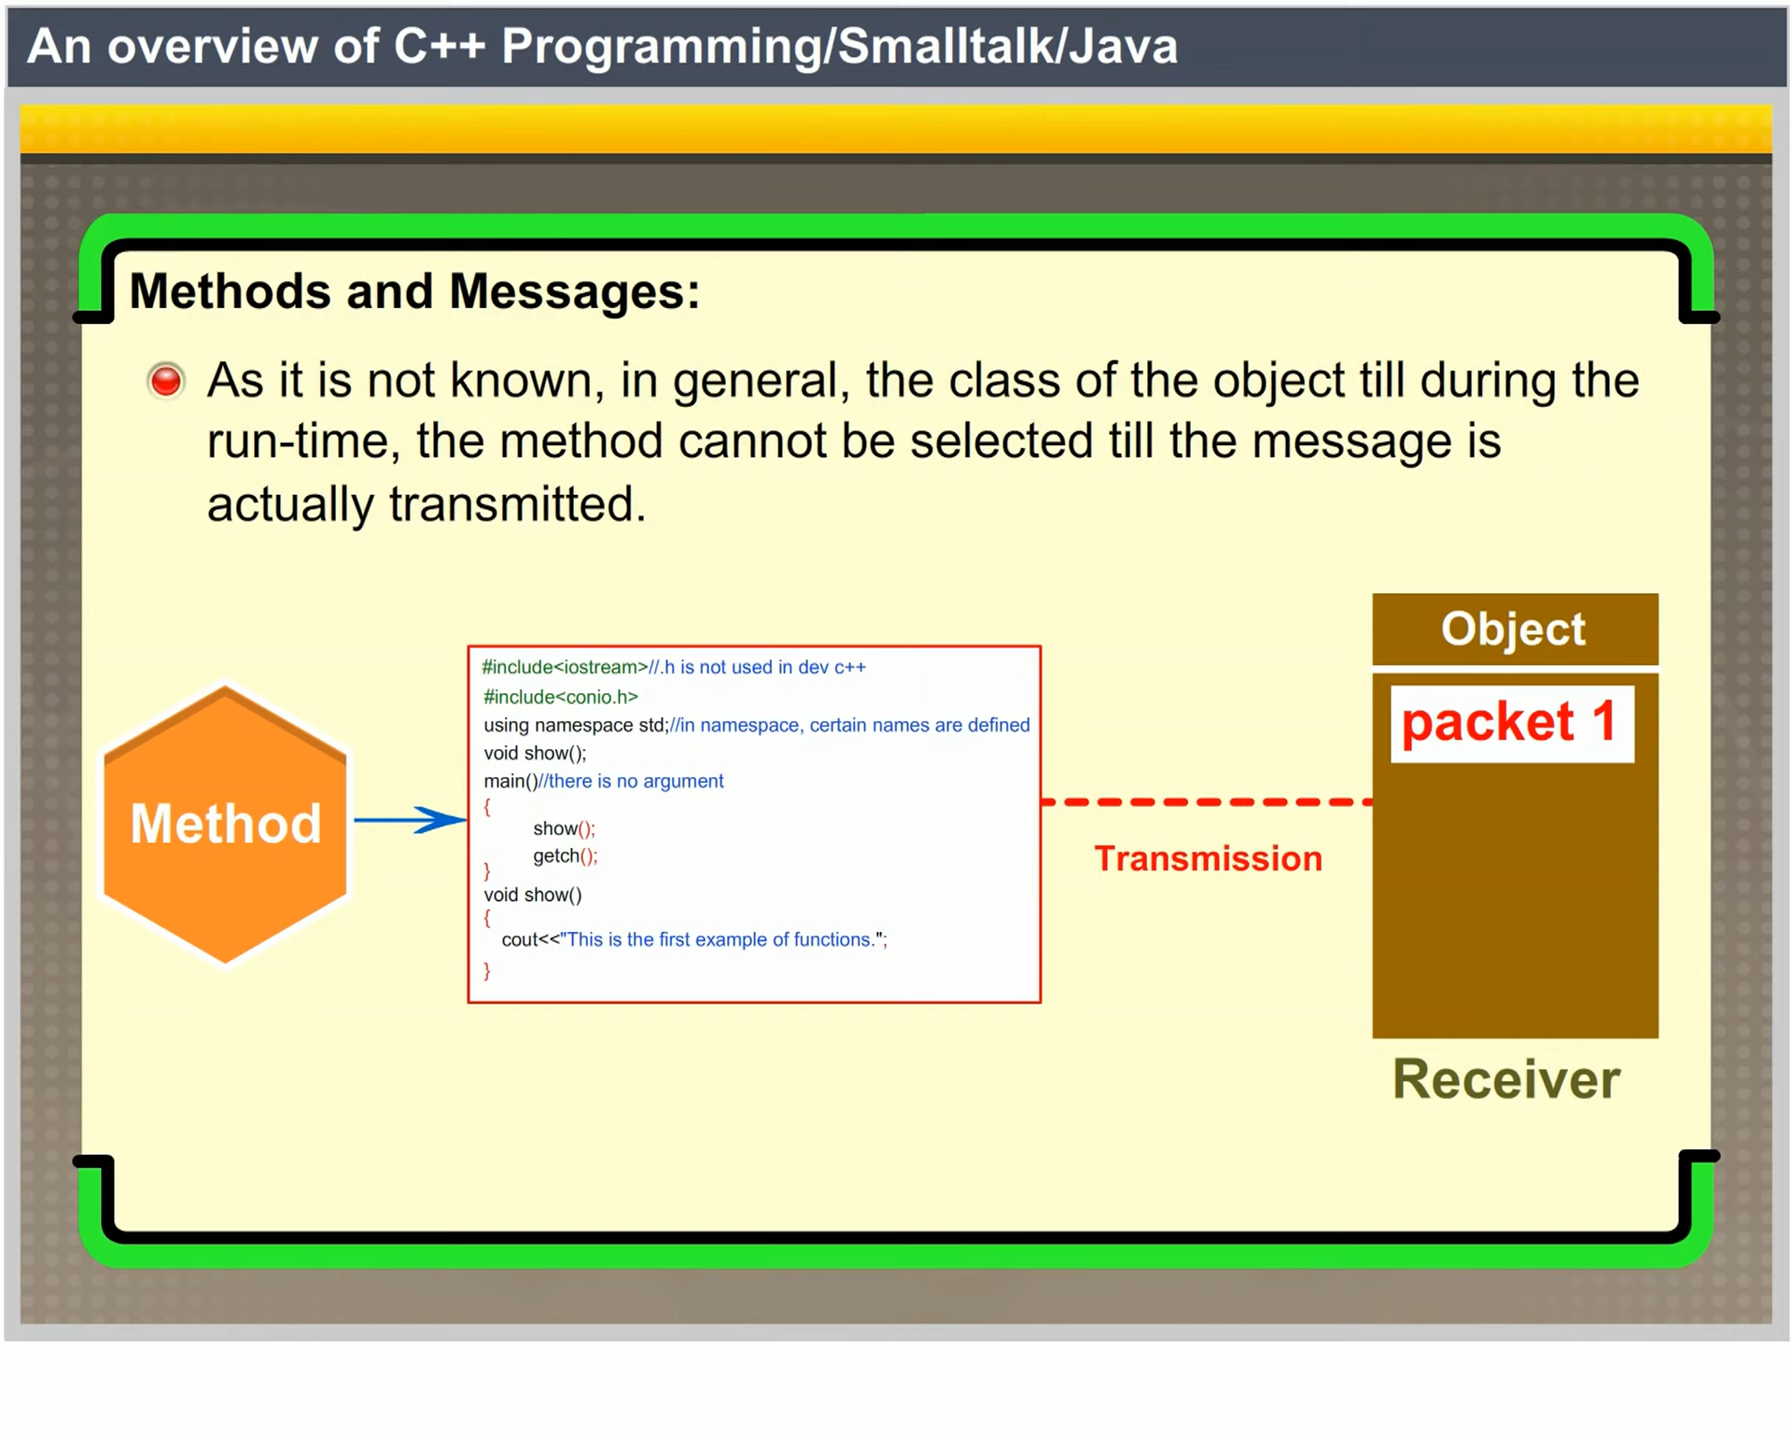 An overview of C++ Programming/Smalltalk/Java
Methods and Messages:
As it is not known, in general, the class of the object till during the
run-time, the method cannot be selected till the message is
actually transmitted.
Method
#include<iostream>//.h is not used in dev c++
#include<conio.h>
using namespace std;//in namespace, certain names are defined
void show();
main()//there is no argument
{
show();
getch();
}
void show()
{
cout<<"This is the first example of functions.";
}
Transmission
Object
packet 1
Receiver